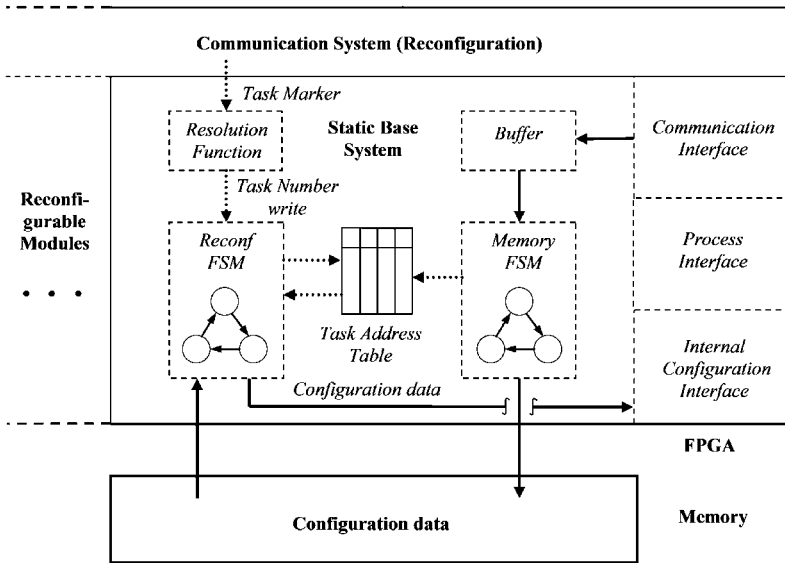 Communication System (Reconfiguration)
Task Marker
Resolution
Function
Static Base
System
Buffer
Communication
Interface
Task Number
write
Reconfi-
gurable
Modules
. . .
Reconf
FSM
Memory
FSM
Process
Interface
Task Address
Table
Internal
Configuration
Interface
Configuration data
FPGA
Configuration data
Memory